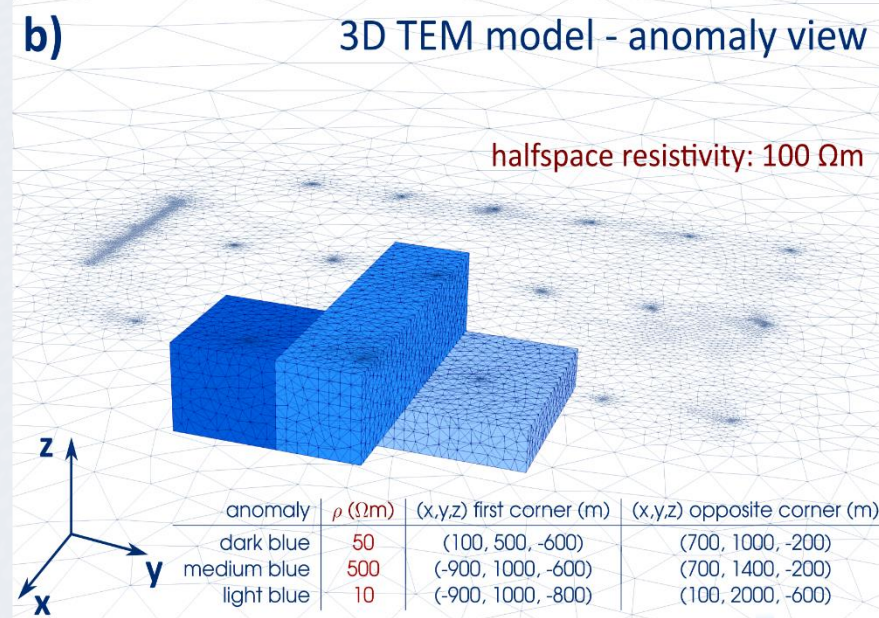 b)
3D TEM model - anomaly view
halfspace resistivity: 100 Ωm
z
y
x
anomaly ρ (Ωm) (x,y,z) first corner (m) (x,y,z) opposite corner (m)
dark blue 50 (100, 500, -600) (700, 1000, -200)
medium blue 500 (-900, 1000, -600) (700, 1400, -200)
light blue 10 (-900, 1000, -800) (100, 2000, -600)